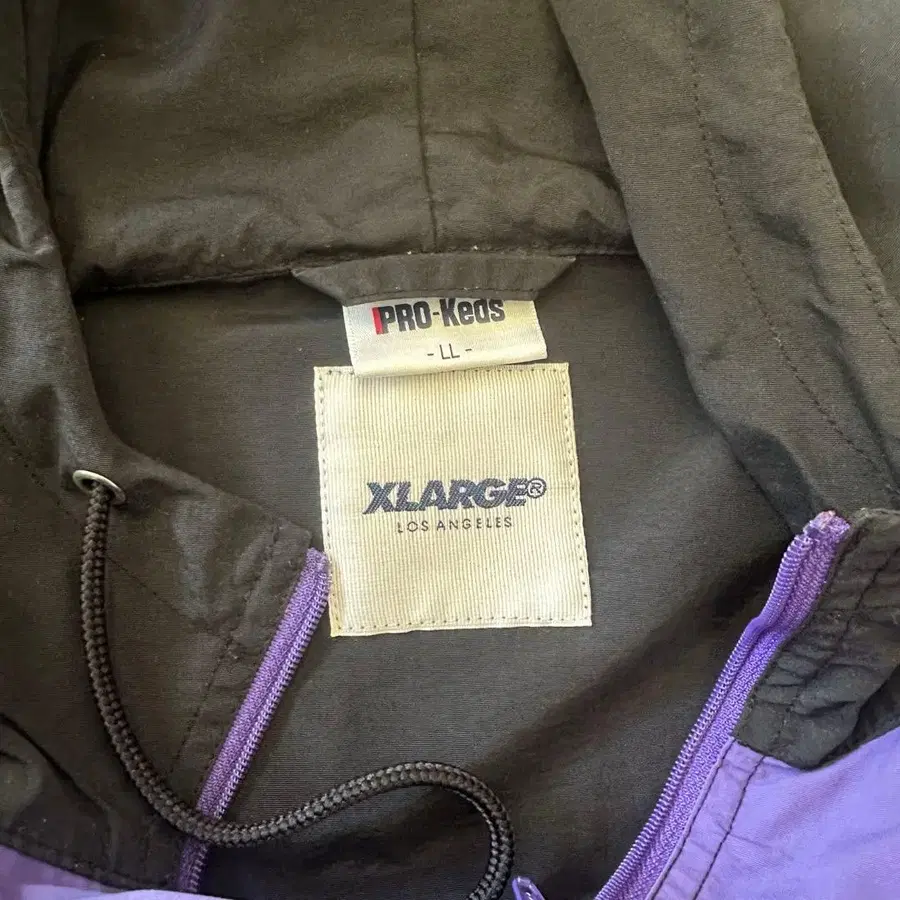 PRO-Keds
- LL -
XLARGE®
LOS ANGELES